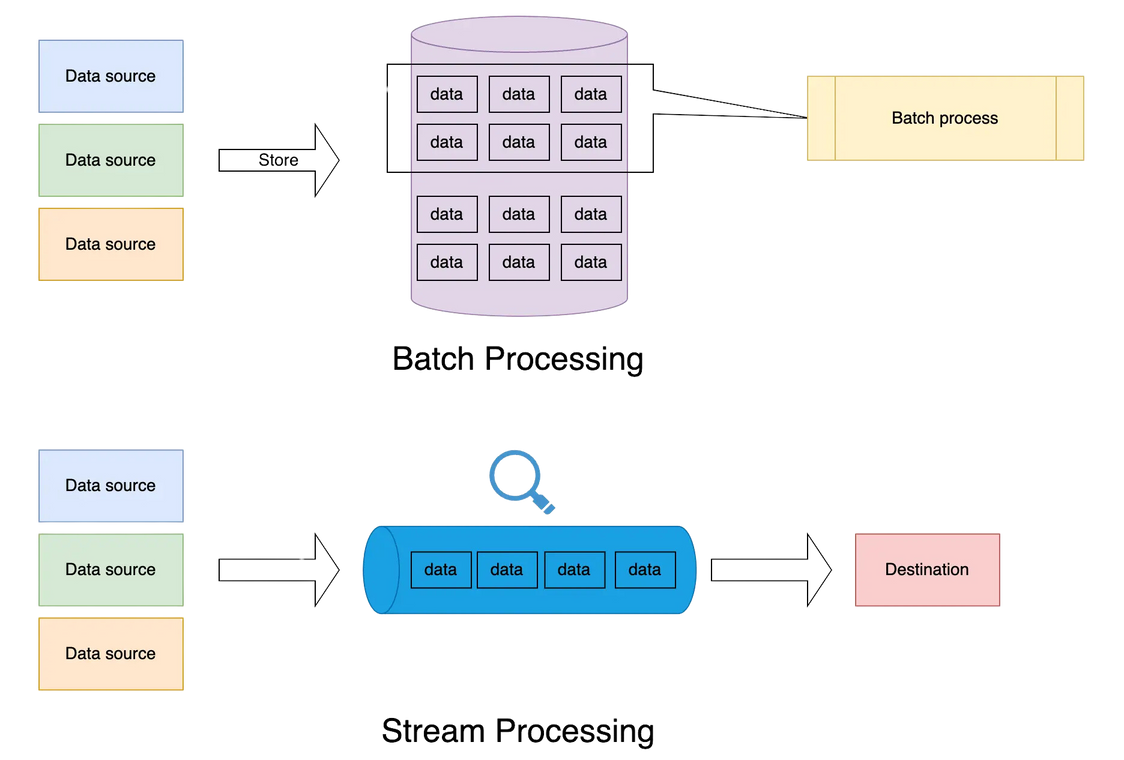 Data source
Data source
Store
Data source
data data data
data data data
data data data
data data data
Batch process
Batch Processing
Data source
Data source
Data source
data data data data
Destination
Stream Processing